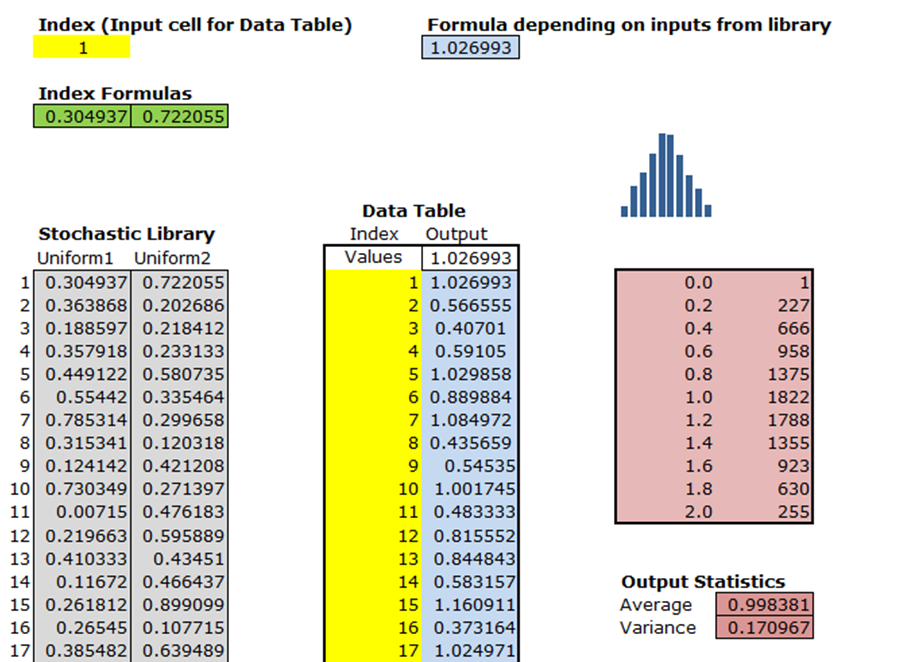 Index (Input cell for Data Table) Formula depending on inputs from library
1 1.026993
Index Formulas
0.304937 0.722055
Data Table
Stochastic Library Index Output
Uniform1 Uniform2 Values 1.026993
1 0.304937 0.722055 1 1.026993 0.0 1
2 0.363868 0.202686 2 0.566555 0.2 227
3 0.188597 0.218412 3 0.40701 0.4 666
4 0.357918 0.233133 4 0.59105 0.6 958
5 0.449122 0.580735 5 1.029858 0.8 1375
6 0.55442 0.335464 6 0.889884 1.0 1822
7 0.785314 0.299658 7 1.084972 1.2 1788
8 0.315341 0.120318 8 0.435659 1.4 1355
9 0.124142 0.421208 9 0.54535 1.6 923
10 0.730349 0.271397 10 1.001745 1.8 630
11 0.00715 0.476183 11 0.483333 2.0 255
12 0.219663 0.595889 12 0.815552
13 0.410333 0.43451 13 0.844843
14 0.11672 0.466437 14 0.583157 Output Statistics
15 0.261812 0.899099 15 1.160911 Average 0.998381
16 0.26545 0.107715 16 0.373164 Variance 0.170967
17 0.385482 0.639489 17 1.024971